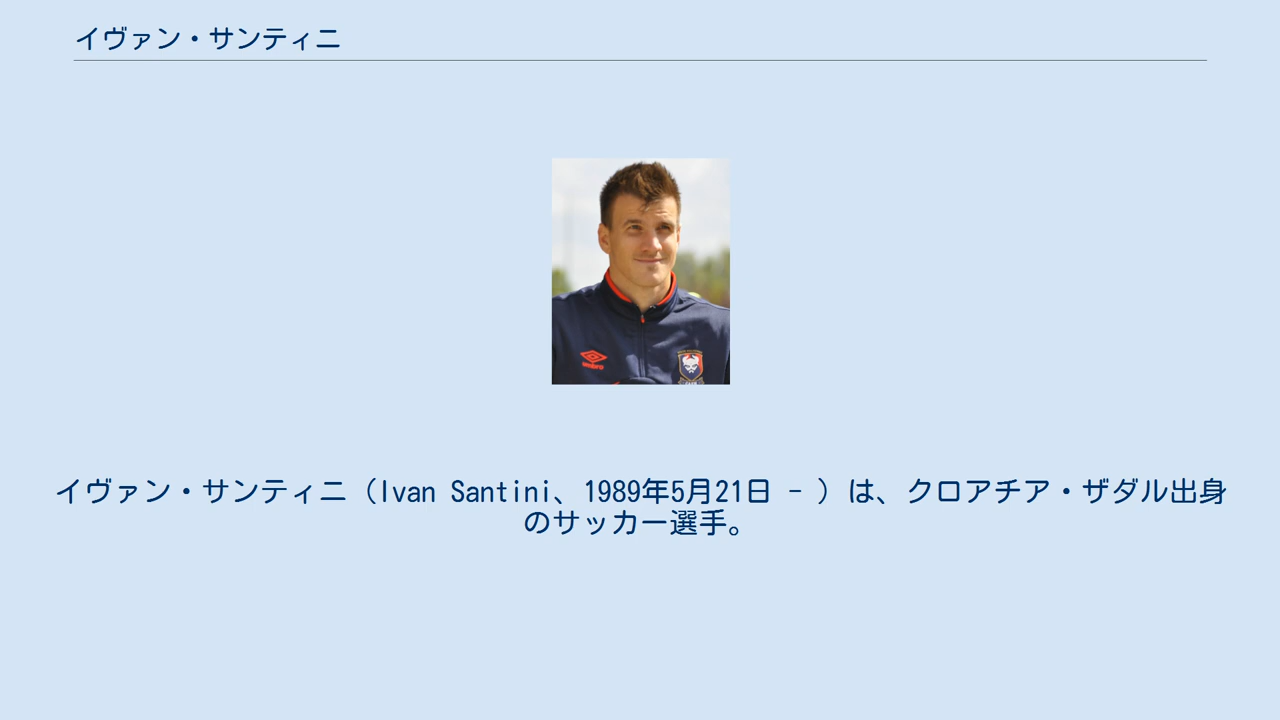 イヴァン・サンティニ
umbro
イヴァン・サンティニ（Ivan Santini、1989年5月21日 - ）は、クロアチア・ザダル出身
のサッカー選手。